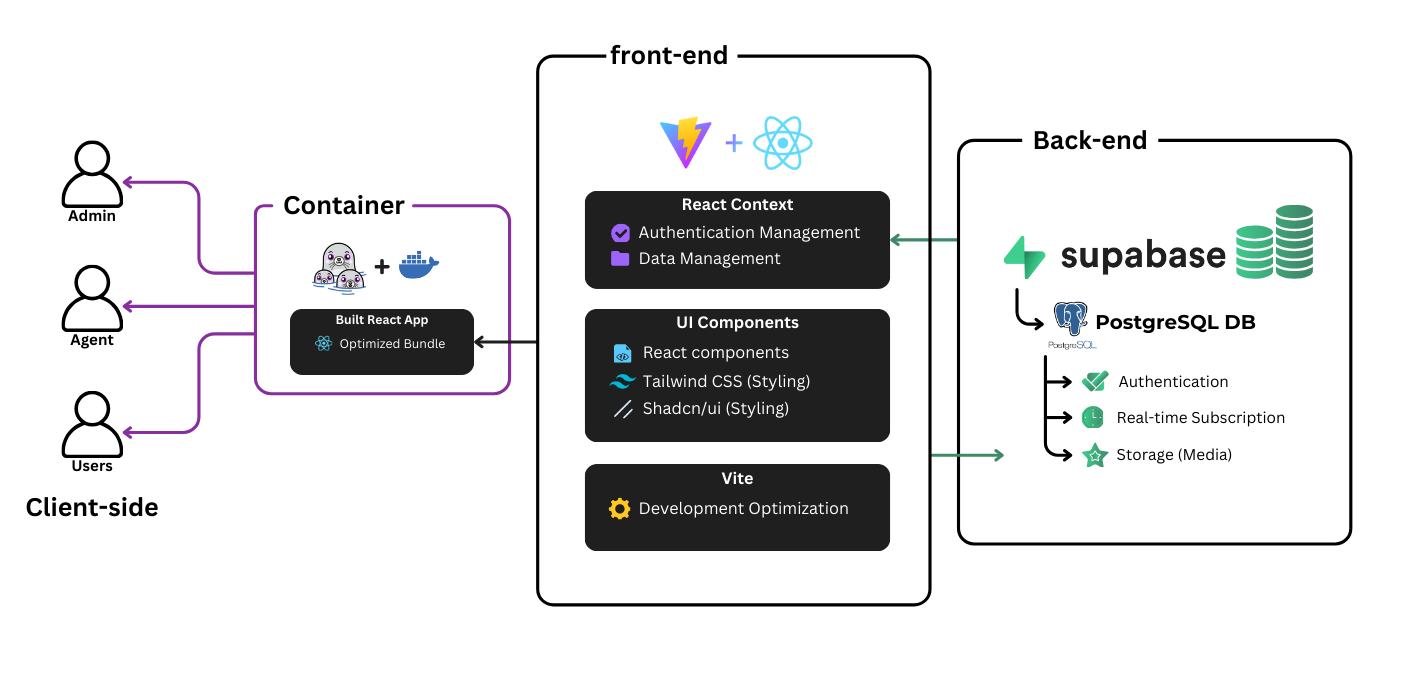 front-end
Back-end
Admin
Container
React Context
Authentication Management
Data Management
supabase
Built React App
Optimized Bundle
Agent
UI Components
React components
Tailwind CSS (Styling)
Shadcn/ui (Styling)
PostgreSQL DB
PostgreSQL
Authentication
Real-time Subscription
Storage (Media)
Users
Client-side
Vite
Development Optimization